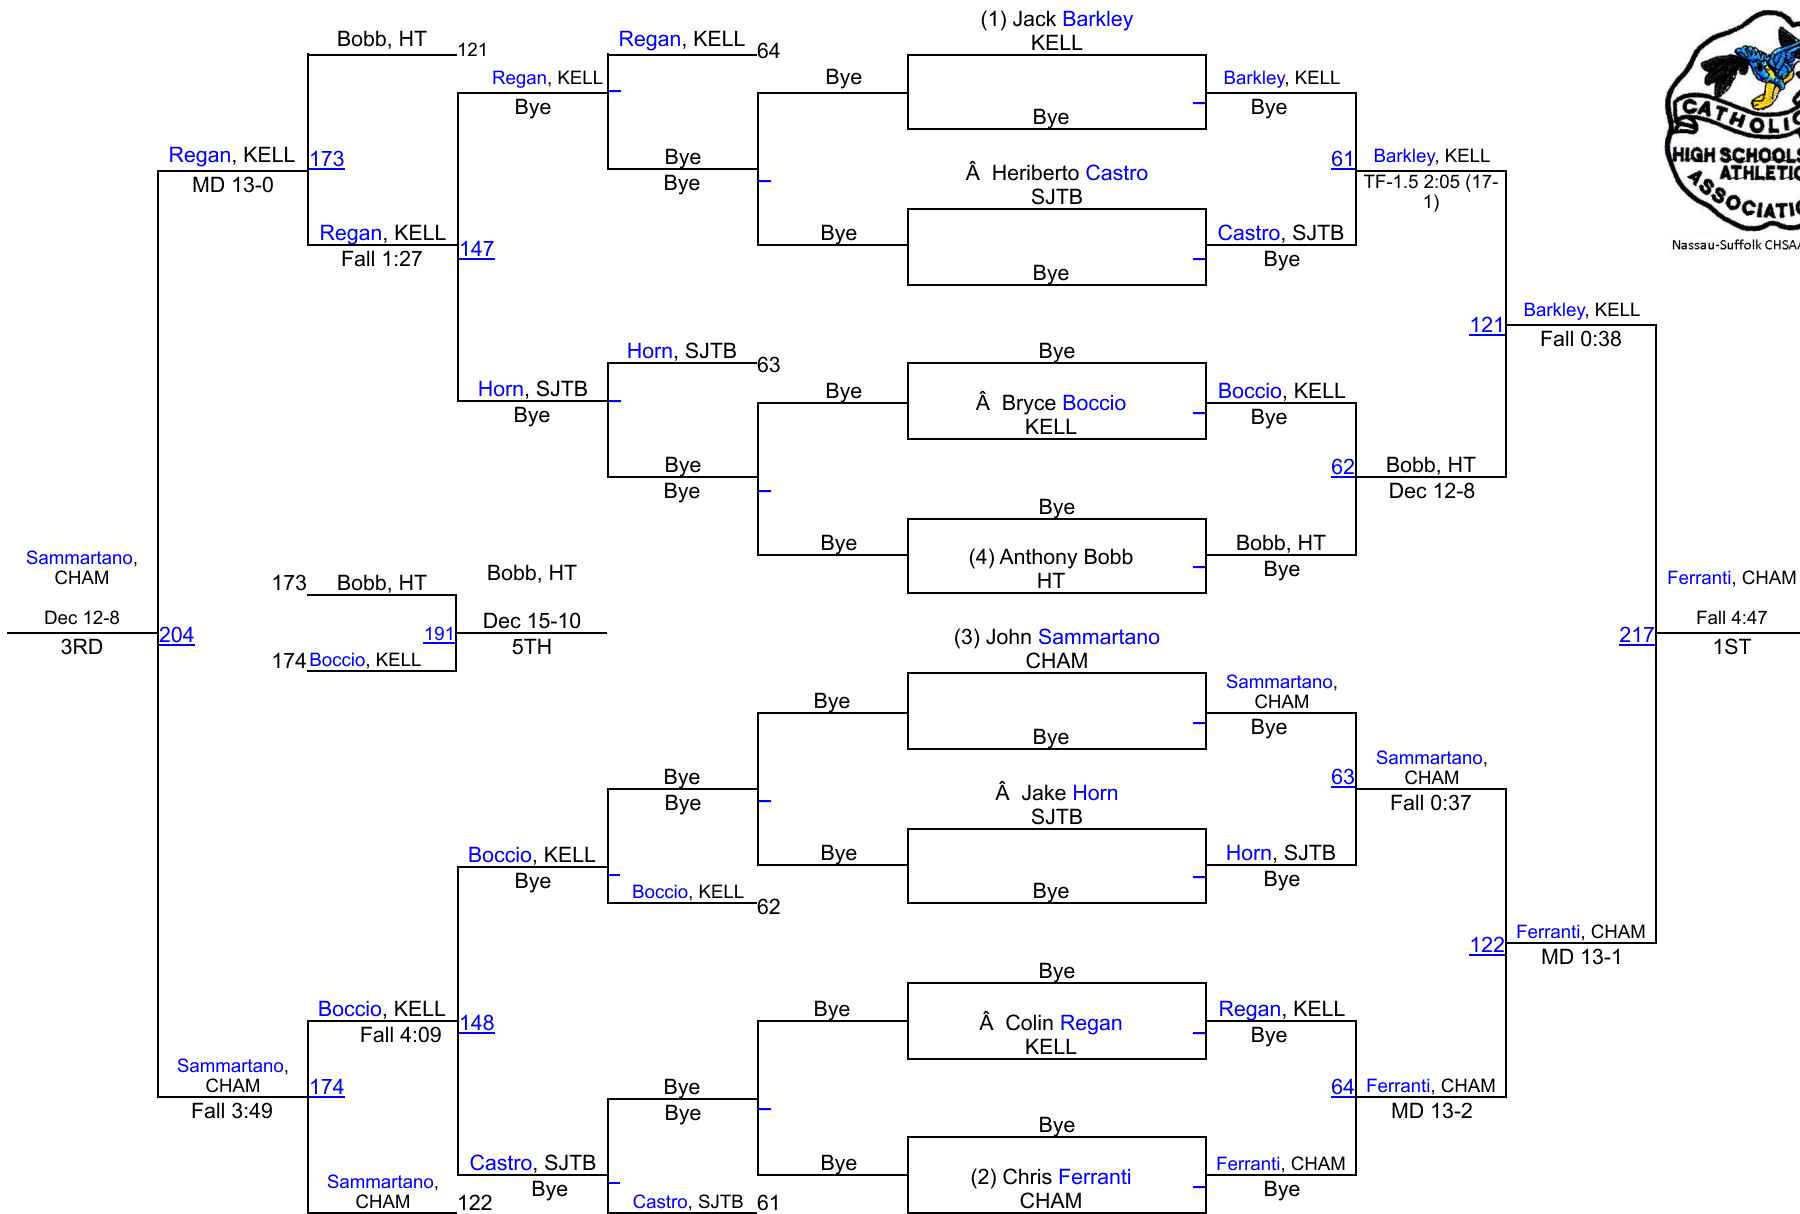 (1) Jack Barkley
KELL
Bobb, HT
121
Regan, KELL
64
Regan, KELL
Bye
Bye
Barkley, KELL
Bye
Bye
Regan, KELL
173
MD 13-0
Bye
Bye
Â Heriberto Castro
SJTB
61
Barkley, KELL
TF-1.5 2:05 (17-
1)
CATHOLIC
HIGH SCHOOLS
ATHLETIC
ASSOCIATI
Nassau-Suffolk CHSAA
Regan, KELL
Fall 1:27
147
Bye
Castro, SJTB
Bye
Bye
121
Barkley, KELL
Fall 0:38
Horn, SJTB
63
Bye
Horn, SJTB
Bye
Bye
Â Bryce Boccio
KELL
Boccio, KELL
Bye
Bye
Bye
62
Bobb, HT
Dec 12-8
Bye
Bye
(4) Anthony Bobb
HT
Bobb, HT
Bye
Sammartano,
CHAM
Dec 12-8
3RD
204
173
Bobb, HT
Bobb, HT
191
Dec 15-10
5TH
174
Boccio, KELL
Ferranti, CHAM
217
Fall 4:47
1ST
(3) John Sammartano
CHAM
Bye
Bye
Sammartano,
CHAM
Bye
Bye
Bye
Â Jake Horn
SJTB
63
Sammartano,
CHAM
Fall 0:37
Boccio, KELL
Bye
Bye
Bye
Horn, SJTB
Bye
Boccio, KELL
62
122
Ferranti, CHAM
MD 13-1
Bye
Boccio, KELL
Fall 4:09
148
Bye
Â Colin Regan
KELL
Regan, KELL
Bye
Sammartano,
CHAM
Fall 3:49
174
Bye
Bye
64
Ferranti, CHAM
MD 13-2
Bye
Castro, SJTB
Bye
Bye
(2) Chris Ferranti
CHAM
Ferranti, CHAM
Bye
Sammartano,
CHAM
122
Castro, SJTB
61